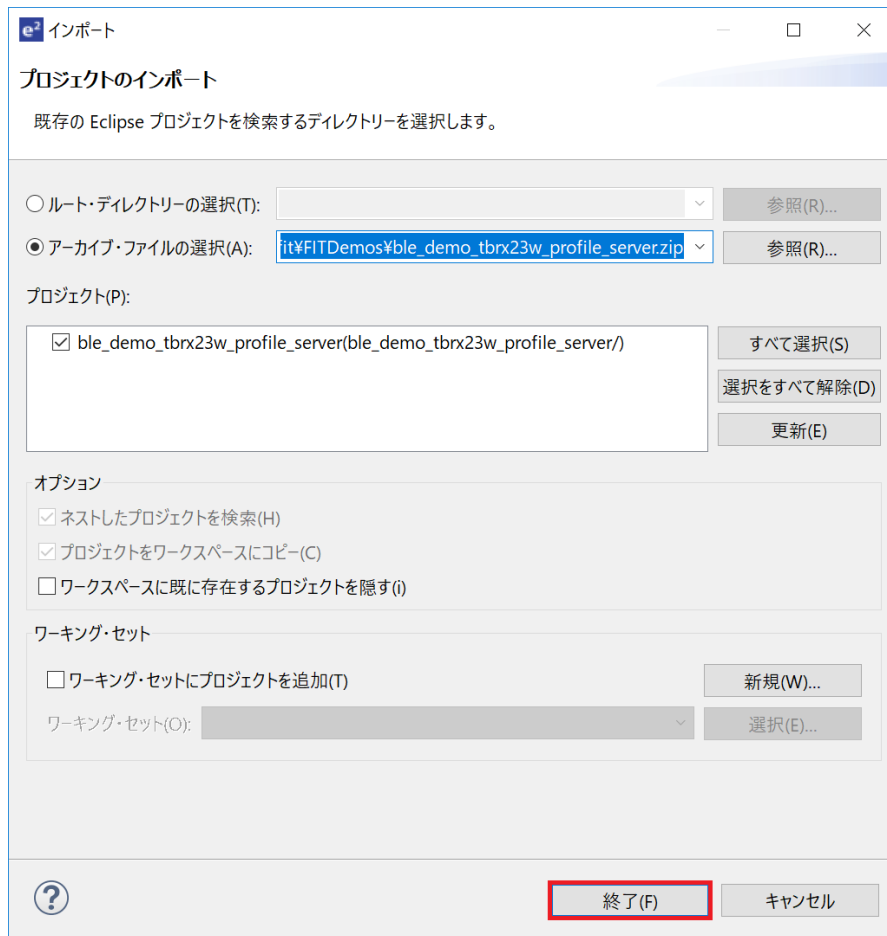 e² インポート
プロジェクトのインポート
既存の Eclipse プロジェクトを検索するディレクトリーを選択します。
ルート・ディレクトリーの選択(T): 参照(R)...
アーカイブ・ファイルの選択(A): fit¥FITDemos¥ble_demo_tbrx23w_profile_server.zip 参照(R)...
プロジェクト(P):
ble_demo_tbrx23w_profile_server(ble_demo_tbrx23w_profile_server/) すべて選択(S)
選択をすべて解除(D)
更新(E)
オプション
ネストしたプロジェクトを検索(H)
プロジェクトをワークスペースにコピー(C)
ワークスペースに既に存在するプロジェクトを隠す(i)
ワーキング・セット
ワーキング・セットにプロジェクトを追加(T) 新規(W)...
ワーキング・セット(O): 選択(E)...
? 終了(F) キャンセル